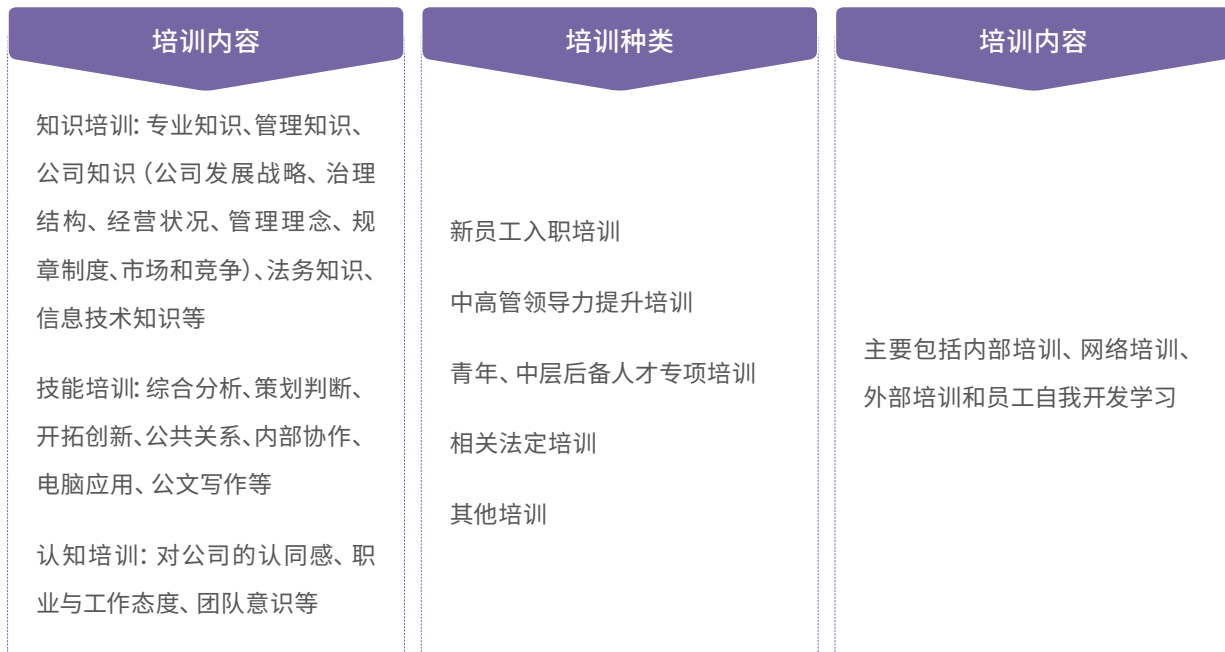 培训内容
知识培训: 专业知识、管理知识、
公司知识（公司发展战略、治理
结构、经营状况、管理理念、规
章制度、市场和竞争）、法务知识、
信息技术知识等
技能培训: 综合分析、策划判断、
开拓创新、公共关系、内部协作、
电脑应用、公文写作等
认知培训: 对公司的认同感、职
业与工作态度、团队意识等
培训种类
新员工入职培训
中高管领导力提升培训
青年、中层后备人才专项培训
相关法定培训
其他培训
培训内容
主要包括内部培训、网络培训、
外部培训和员工自我开发学习